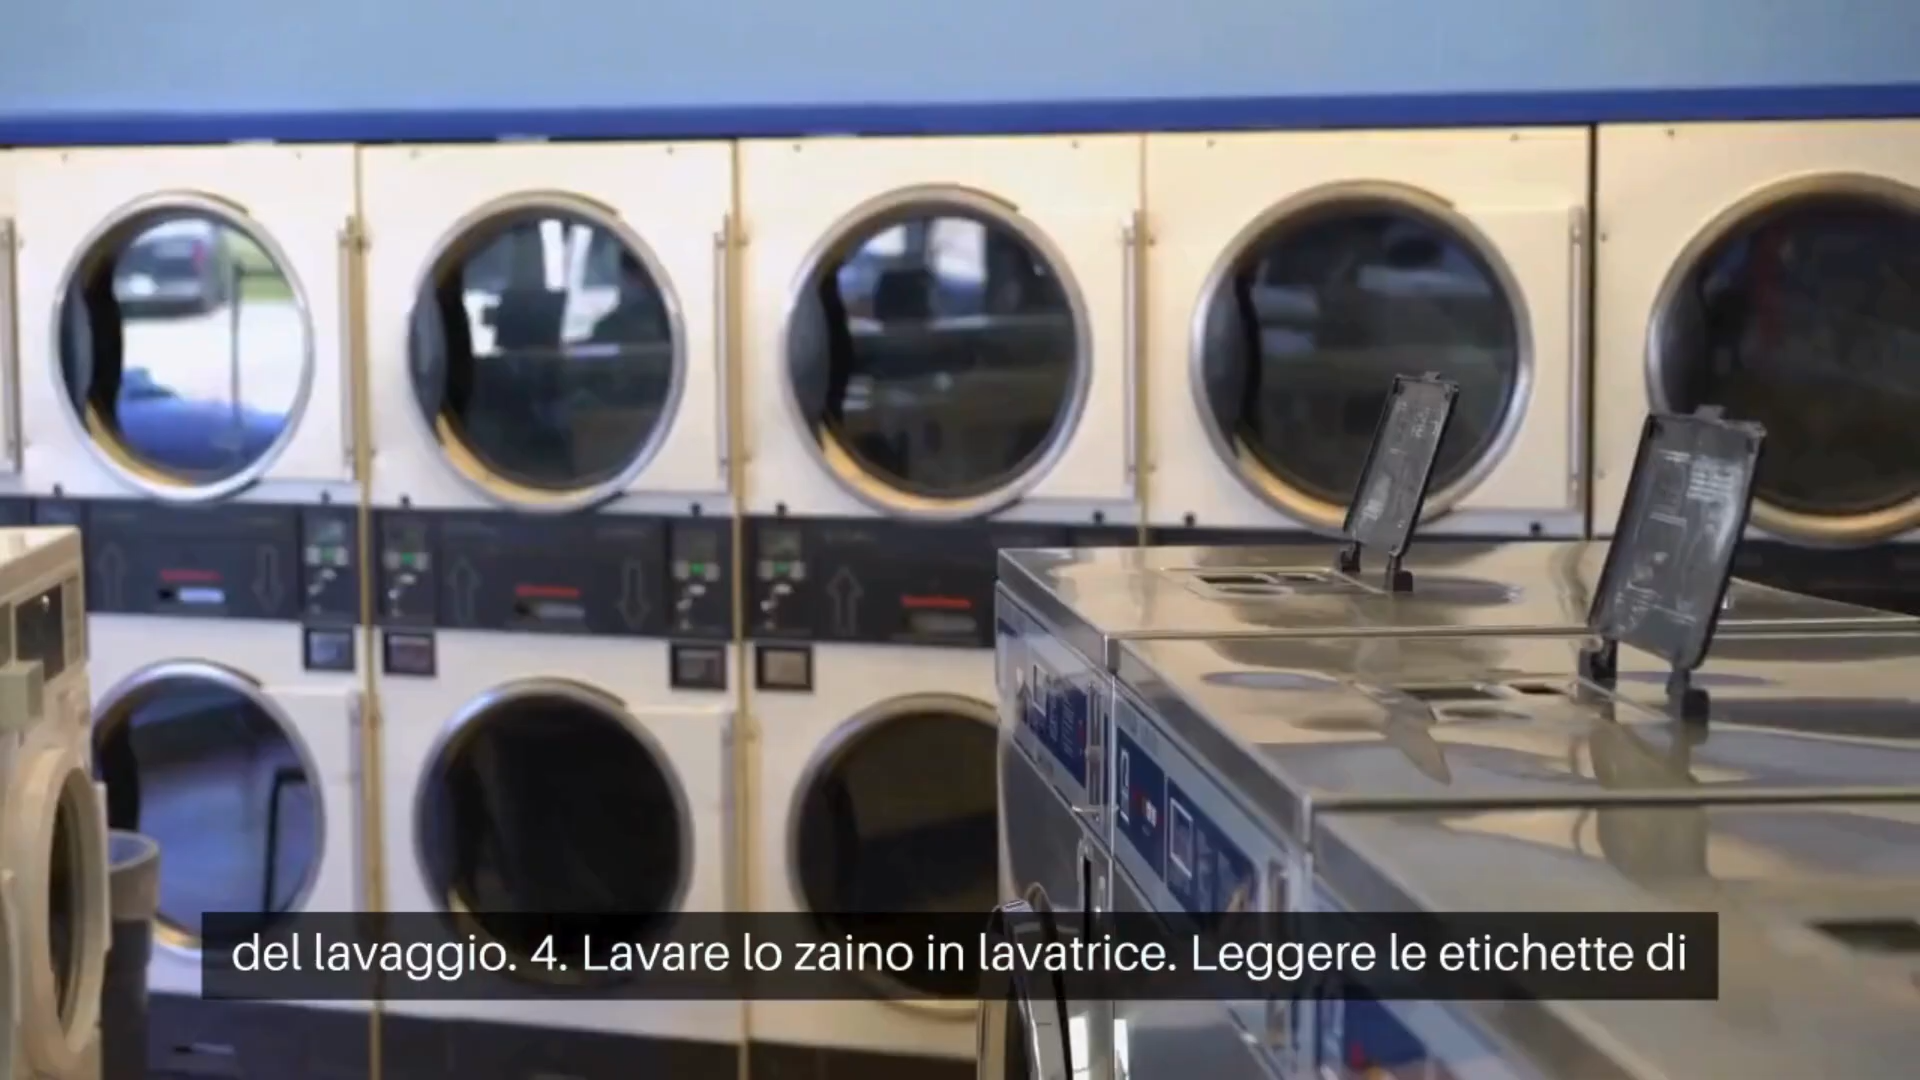 del lavaggio. 4. Lavare lo zaino in lavatrice. Leggere le etichette di